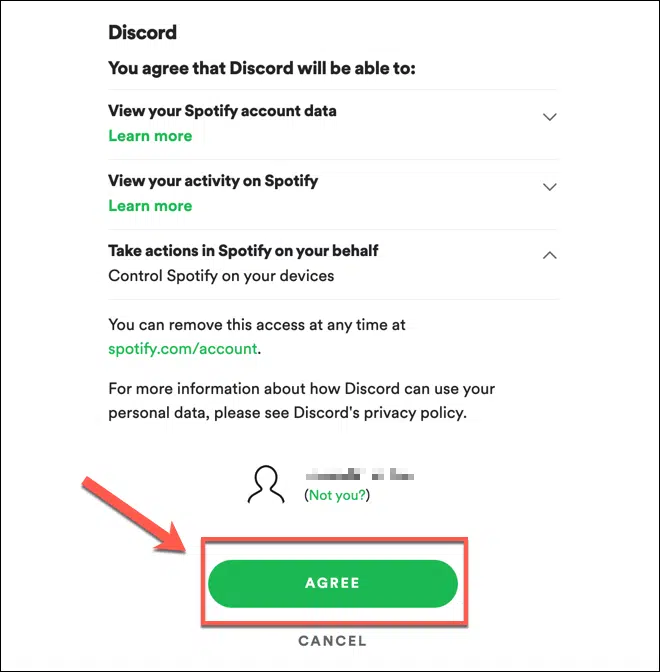 Discord
You agree that Discord will be able to:
View your Spotify account data
Learn more
View your activity on Spotify
Learn more
Take actions in Spotify on your behalf
Control Spotify on your devices
You can remove this access at any time at
spotify.com/account.
For more information about how Discord can use your
personal data, please see Discord's privacy policy.
(Not you?)
AGREE
CANCEL